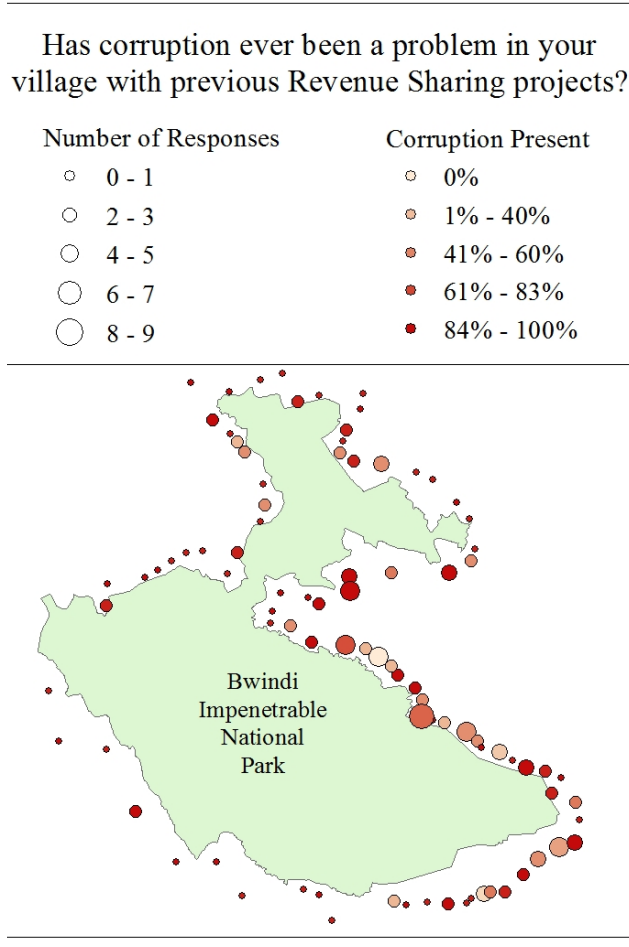 Has corruption ever been a problem in your
village with previous Revenue Sharing projects?
Number of Responses
0 - 1
2 - 3
4 - 5
6 - 7
8 - 9
Corruption Present
0%
1% - 40%
41% - 60%
61% - 83%
84% - 100%
Bwindi
Impenetrable
National
Park